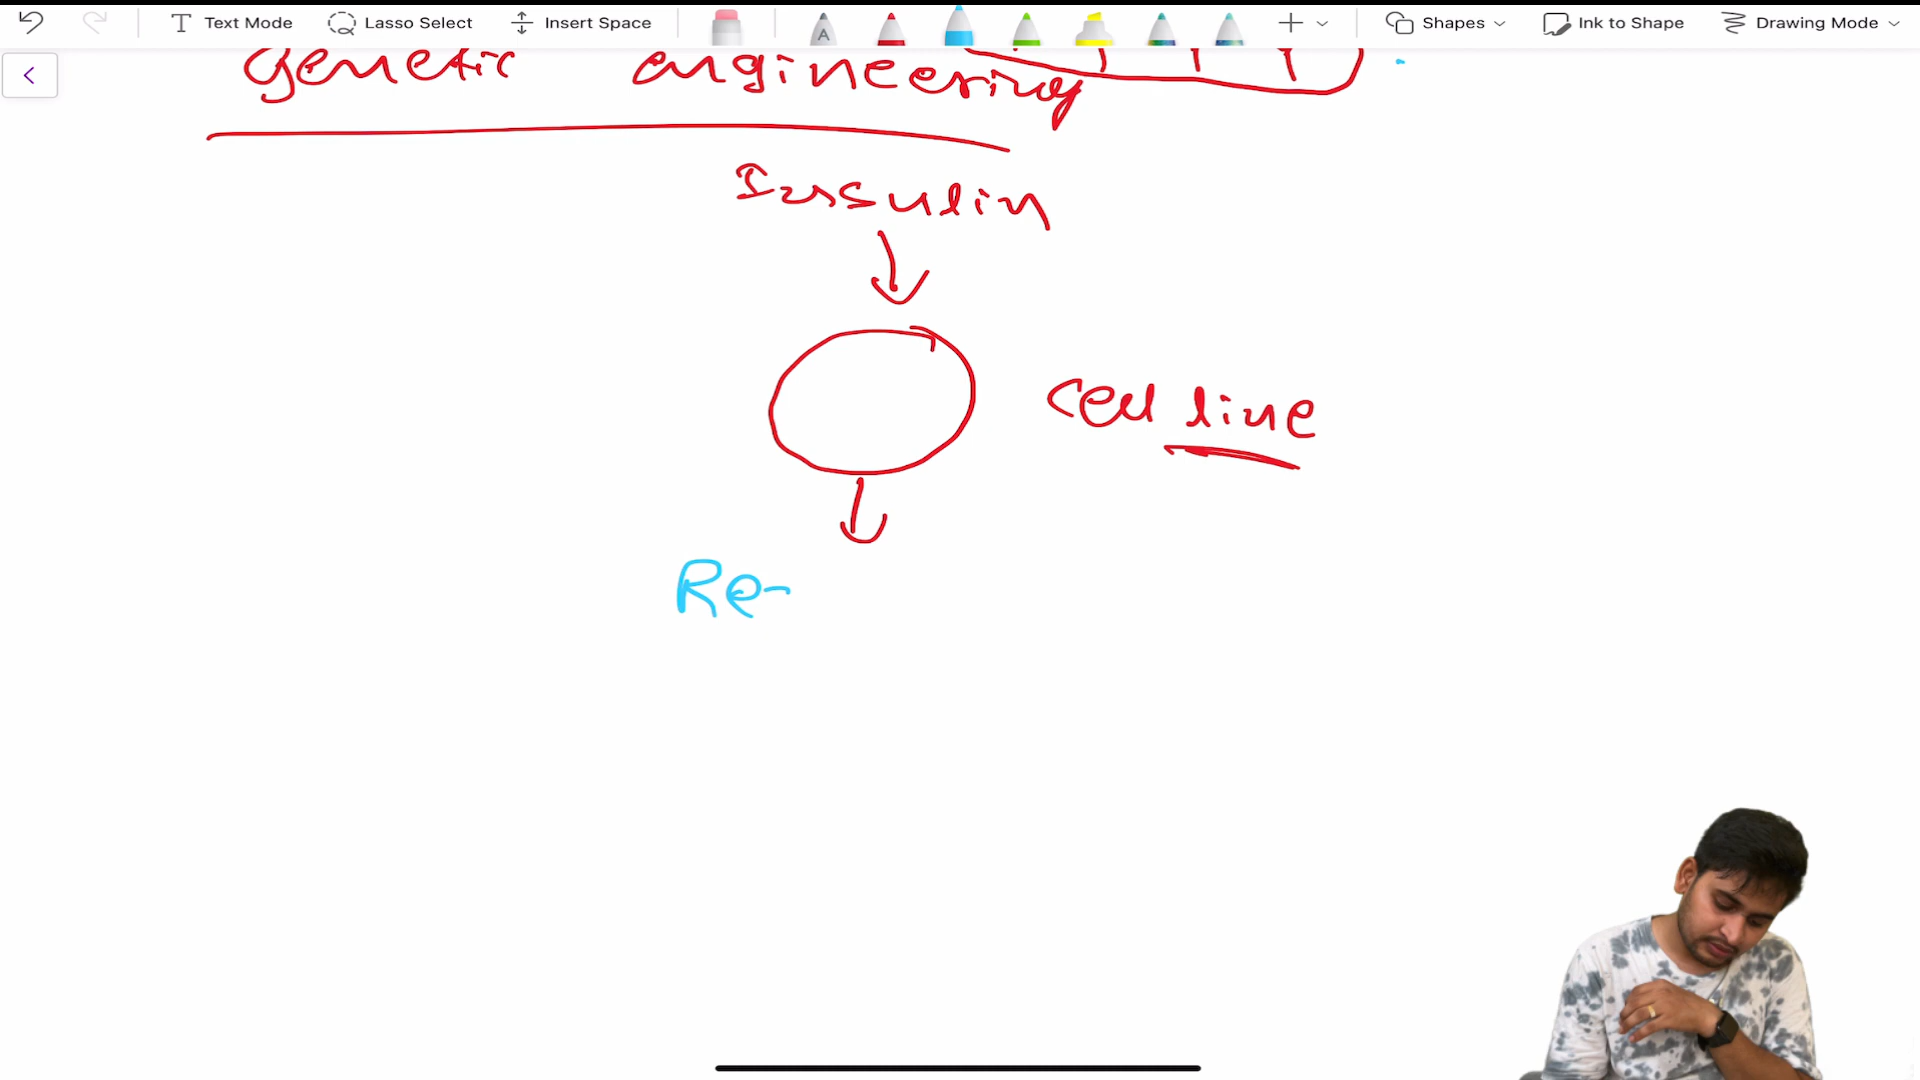 Text Mode Lasso Select Insert Space A Shapes Ink to Shape Drawing Mode
Genetic engineering
Insulin
Cell line
Re-